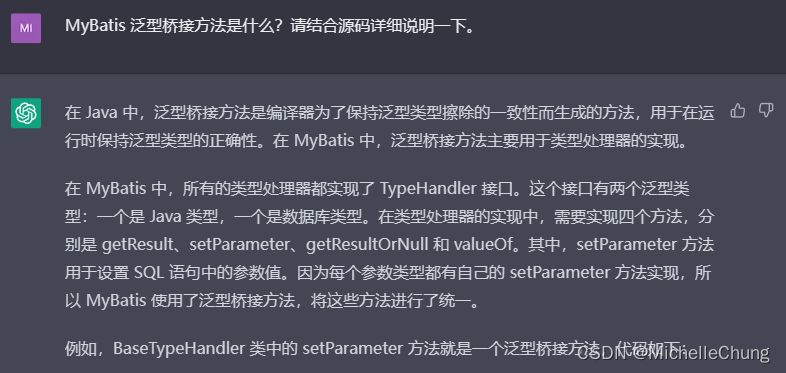 MI
MyBatis 泛型桥接方法是什么？请结合源码详细说明一下。
在 Java 中，泛型桥接方法是编译器为了保持泛型类型擦除的一致性而生成的方法，用于在运
行时保持泛型类型的正确性。在 MyBatis 中，泛型桥接方法主要用于类型处理器的实现。
在 MyBatis 中，所有的类型处理器都实现了 TypeHandler 接口。这个接口有两个泛型类
型：一个是 Java 类型，一个是数据库类型。在类型处理器的实现中，需要实现四个方法，分
别是 getResult、setParameter、getResultOrNull 和 valueOf。其中，setParameter 方法
用于设置 SQL 语句中的参数值。因为每个参数类型都有自己的 setParameter 方法实现，所
以 MyBatis 使用了泛型桥接方法，将这些方法进行了统一。
例如，BaseTypeHandler 类中的 setParameter 方法就是一个泛型桥接方法，代码如下：
CSDN @MichelleChung